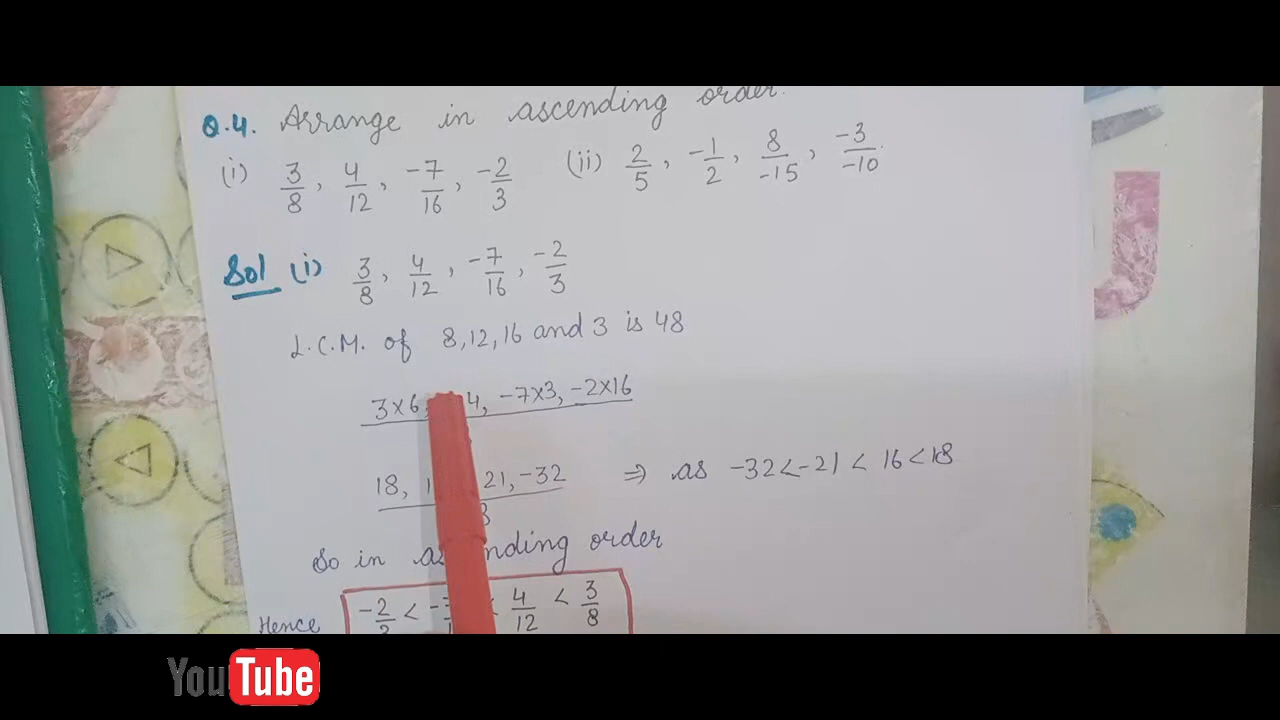 Q.4. Arrange in ascending order.
(i) 3/8, 4/12, -7/16, -2/3 (ii) 2/5, -1/2, 8/-15, -3/-10
Sol (i) 3/8, 4/12, -7/16, -2/3
L.C.M. of 8,12,16 and 3 is 48
3×6, 4, -7×3, -2×16
18, 21, -32 ⇒ as -32<-21 < 16<18
So in ascending order
Hence -2/3 < < 4/12 < 3/8
YouTube